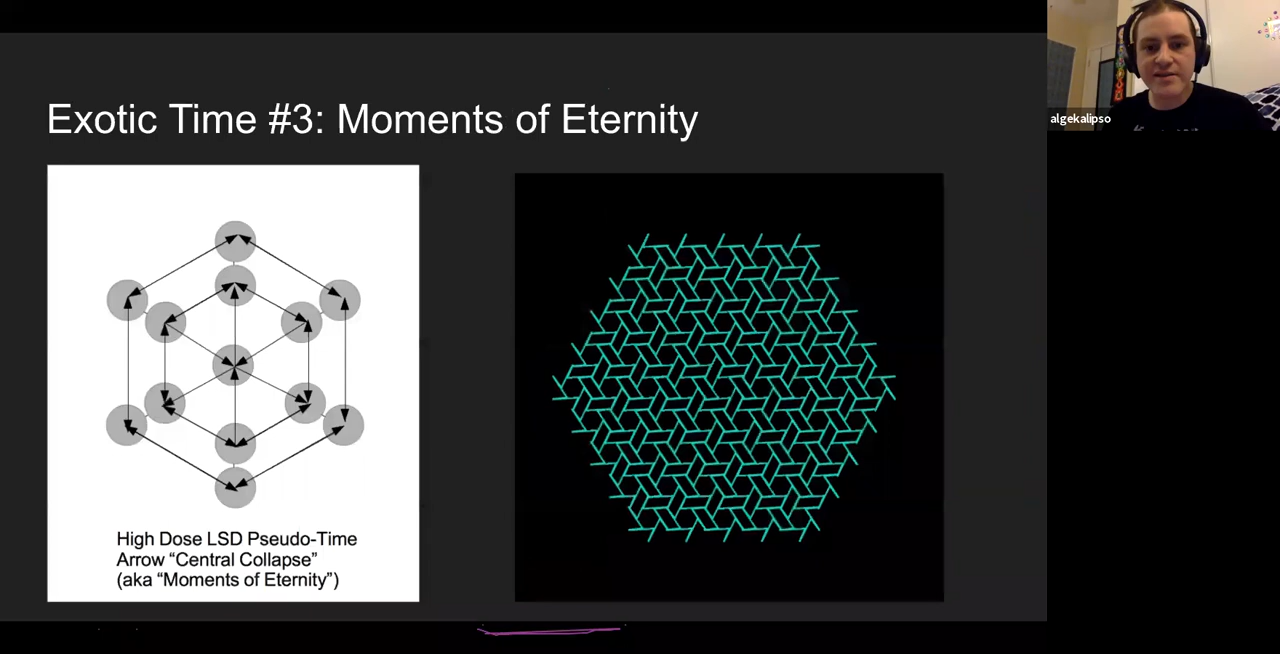 Exotic Time #3: Moments of Eternity
algekalipso
High Dose LSD Pseudo-Time
Arrow “Central Collapse”
(aka “Moments of Eternity”)